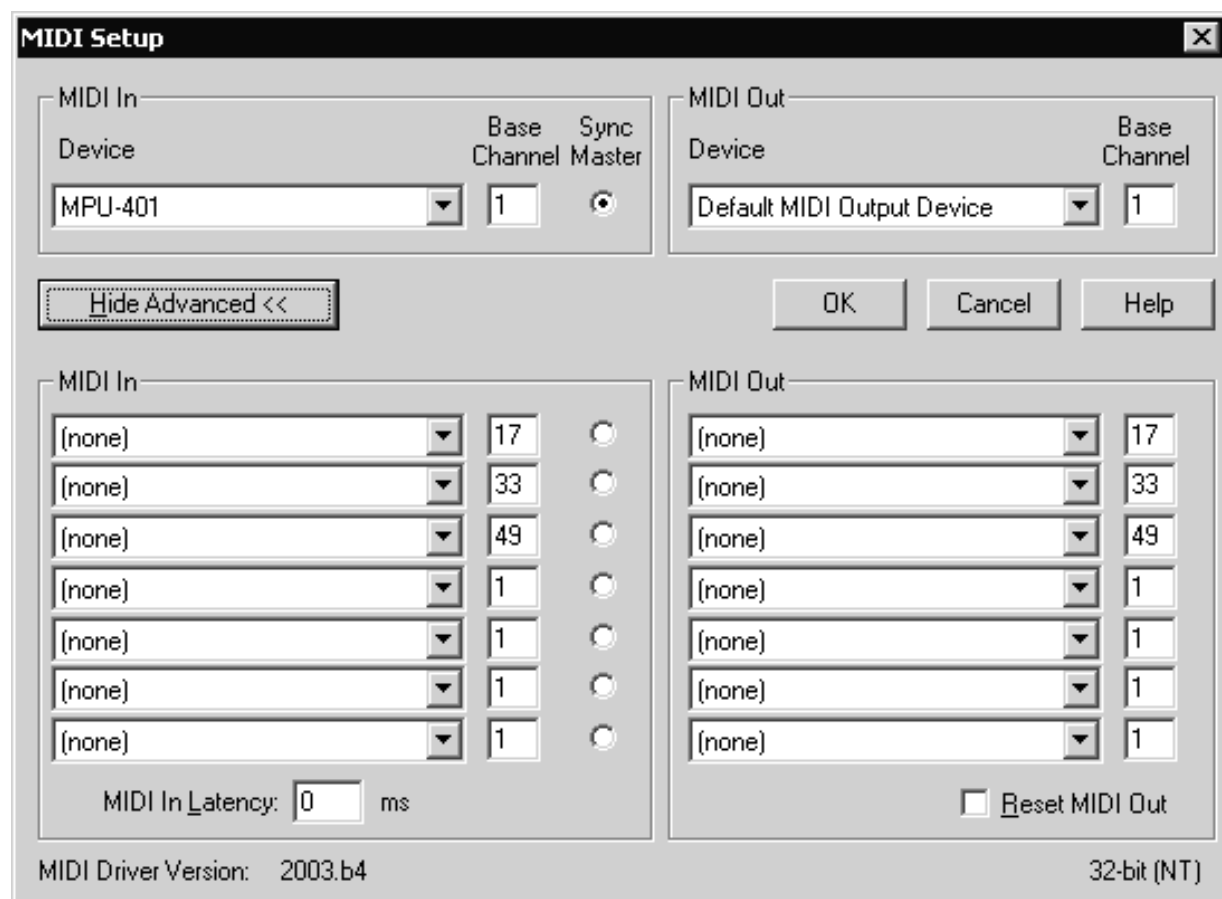 MIDI Setup
MIDI In
Device
Base Channel
Sync Master
MPU-401
1
MIDI Out
Device
Base Channel
Default MIDI Output Device
1
Hide Advanced <<
OK
Cancel
Help
MIDI In
(none) 17
(none) 33
(none) 49
(none) 1
(none) 1
(none) 1
(none) 1
MIDI In Latency: 0 ms
MIDI Out
(none) 17
(none) 33
(none) 49
(none) 1
(none) 1
(none) 1
(none) 1
Reset MIDI Out
MIDI Driver Version: 2003.b4
32-bit (NT)